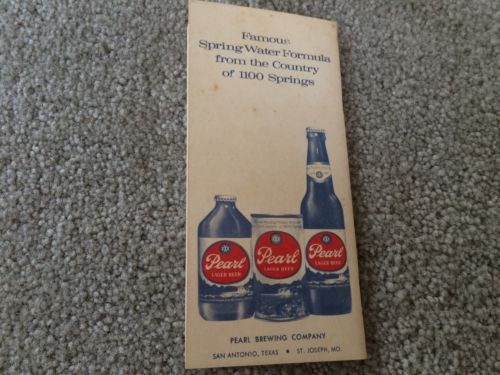 Famous
Spring Water Formula
from the Country
of 1100 Springs
Pearl
LAGER BEER
Pearl
LAGER BEER
Pearl
LAGER BEER
PEARL BREWING COMPANY
SAN ANTONIO, TEXAS • ST. JOSEPH, MO.